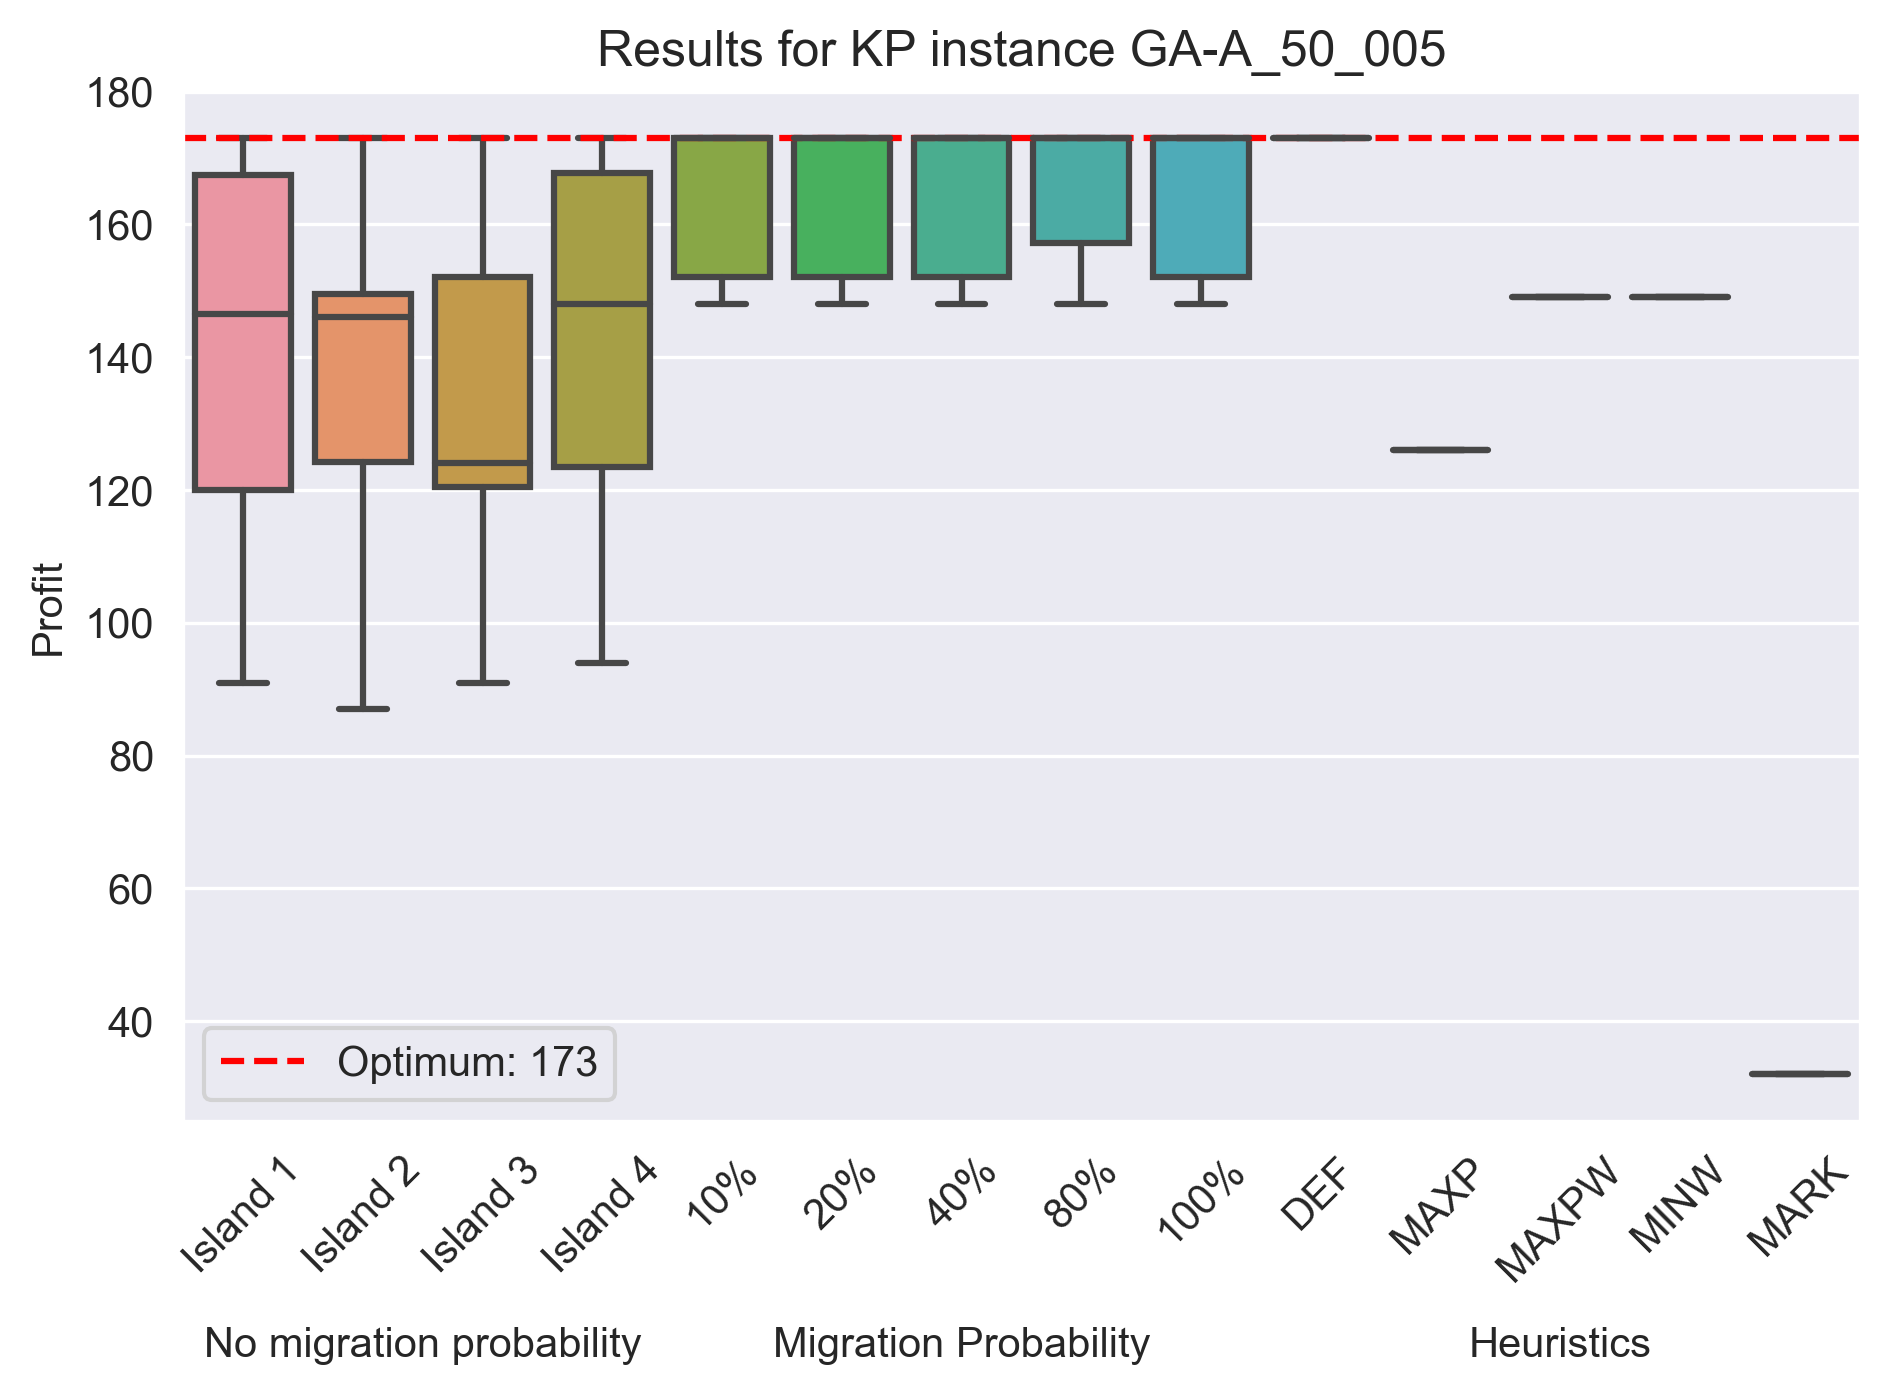 Results for KP instance GA-A_50_005
180
160
140
120
100
80
60
40
Profit
Optimum: 173
Island 1
Island 2
Island 3
Island 4
10%
20%
40%
80%
100%
DEF
MAXP
MAXPW
MINW
MARK
No migration probability
Migration Probability
Heuristics